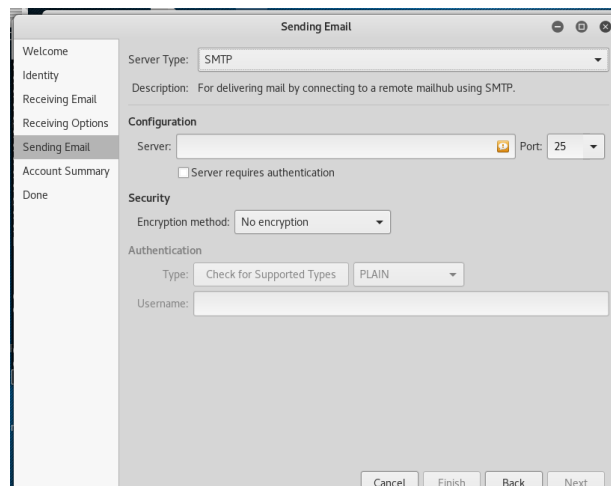 Sending Email
Welcome
Identity
Receiving Email
Receiving Options
Sending Email
Account Summary
Done
Server Type: SMTP
Description: For delivering mail by connecting to a remote mailhub using SMTP.
Configuration
Server: Port: 25
Server requires authentication
Security
Encryption method: No encryption
Authentication
Type: Check for Supported Types PLAIN
Username:
Cancel Finish Back Next